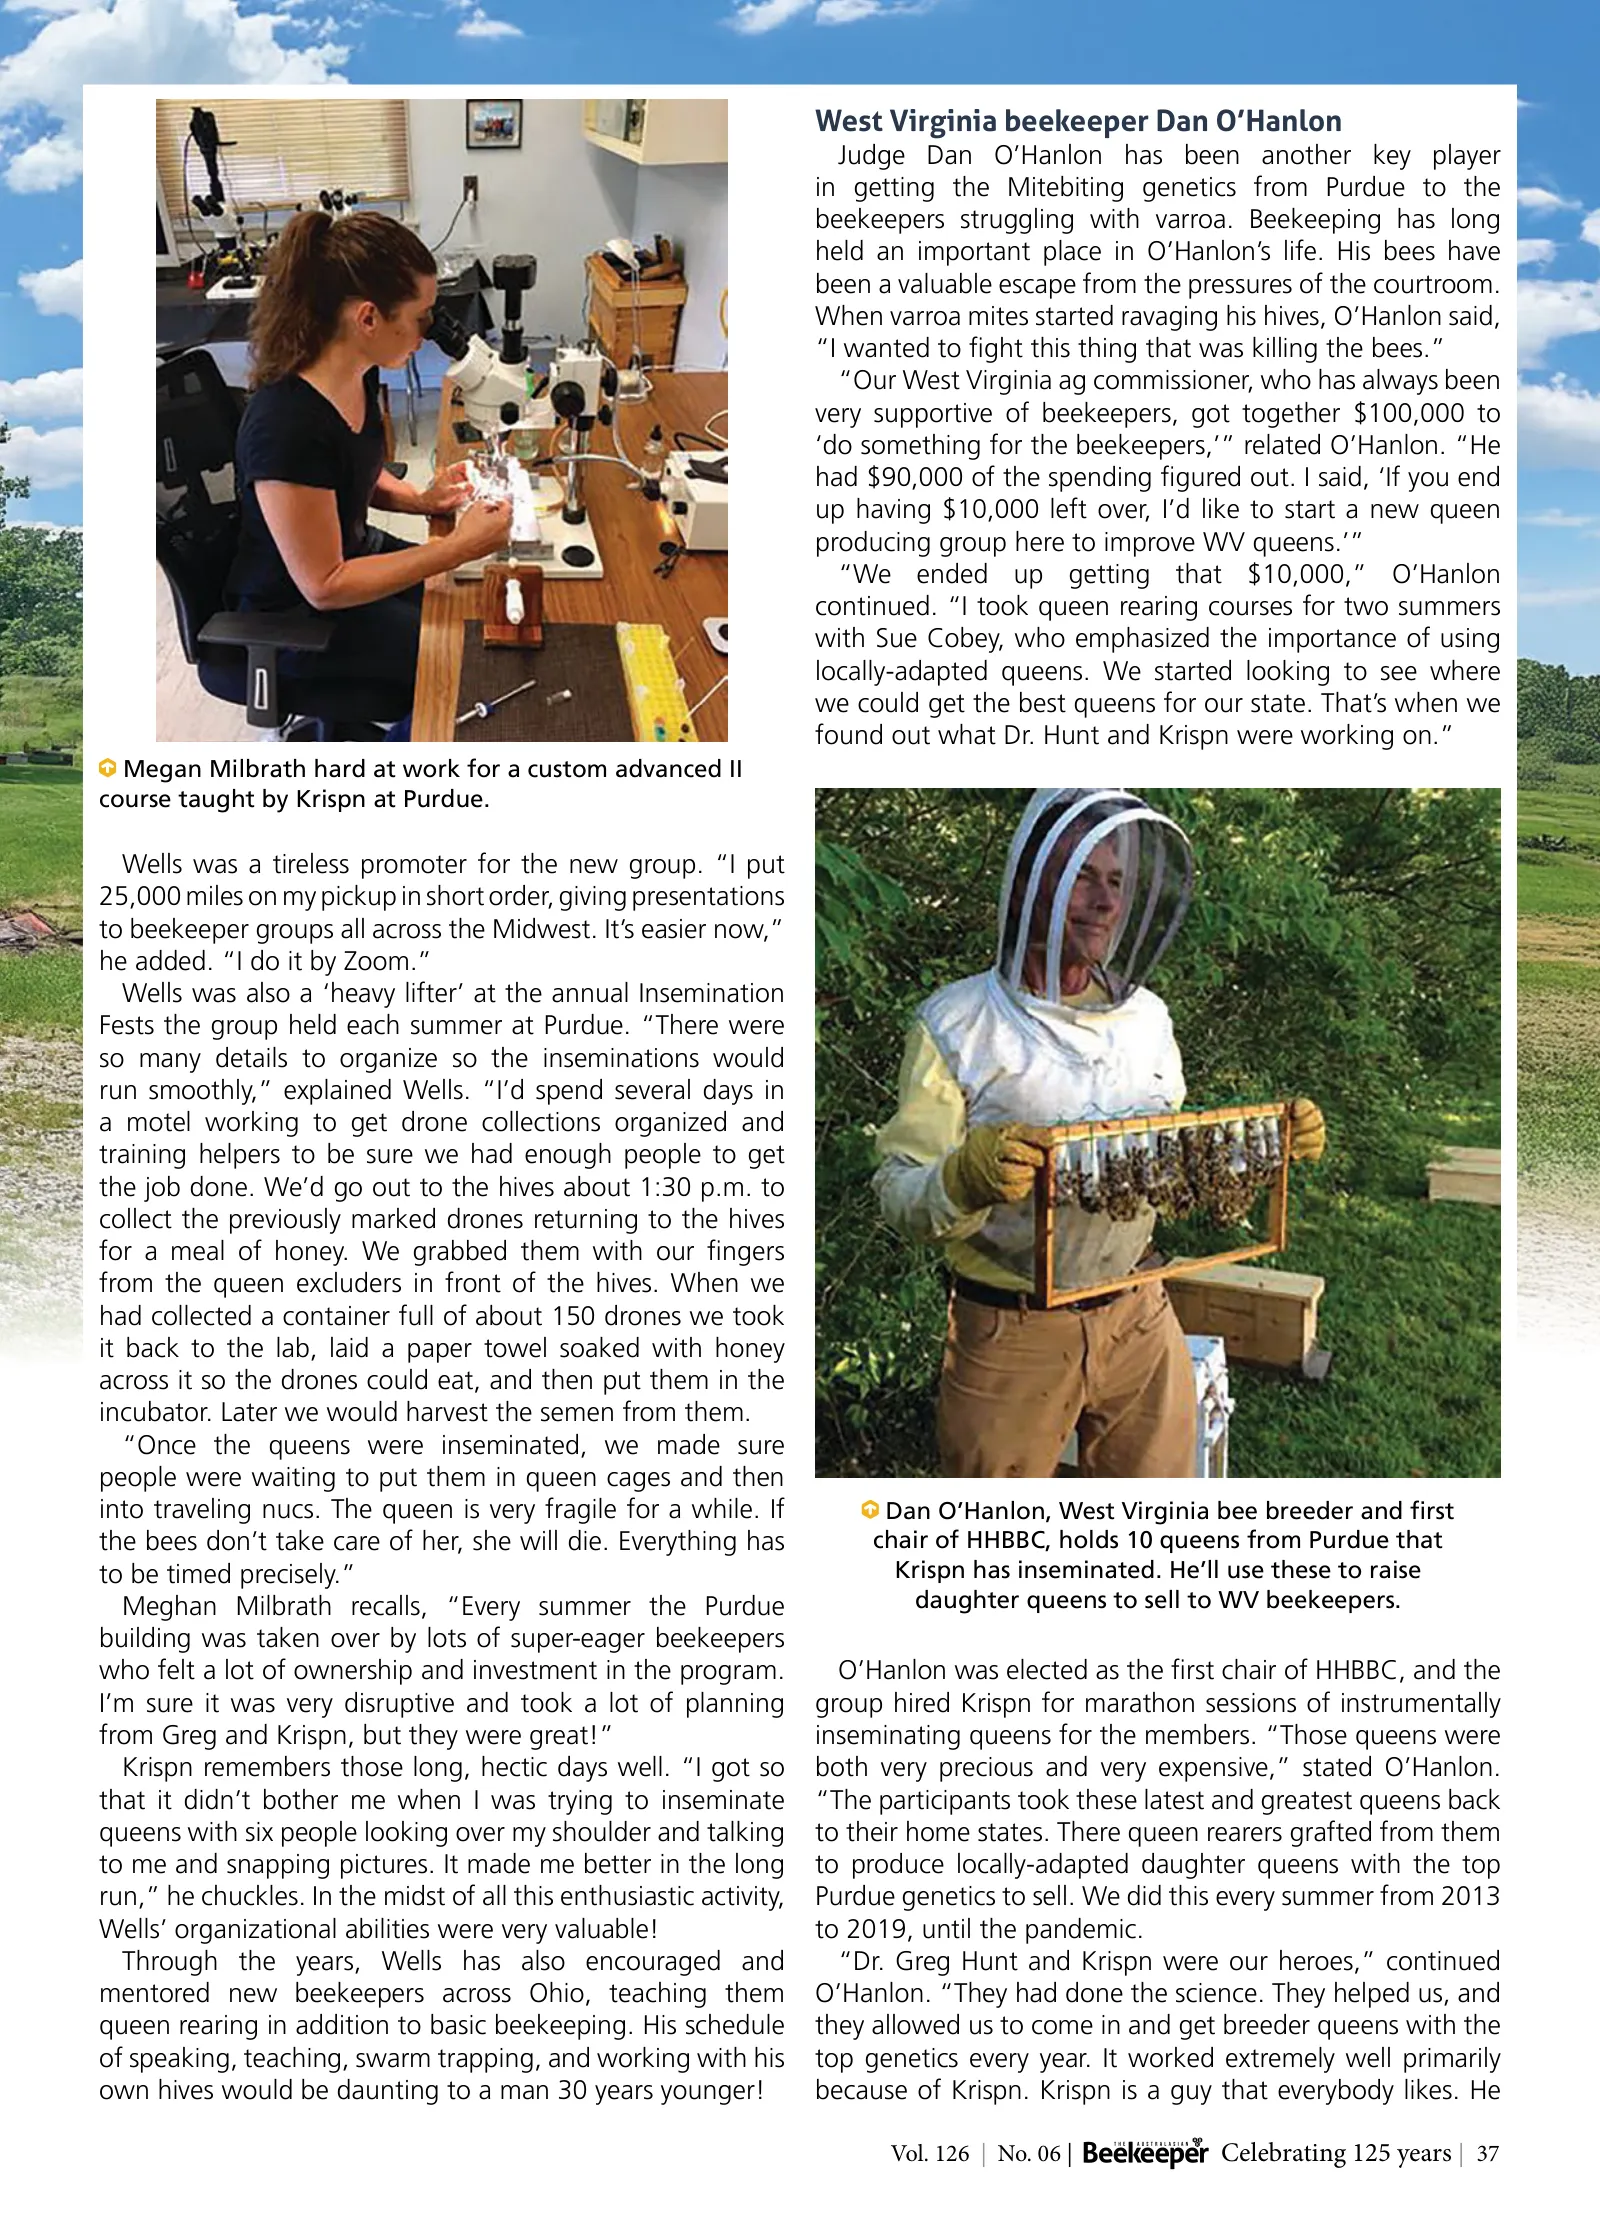 Megan Milbrath hard at work for a custom advanced II
course taught by Krispn at Purdue.
Wells was a tireless promoter for the new group. “I put
25,000 miles on my pickup in short order, giving presentations
to beekeeper groups all across the Midwest. It’s easier now,”
he added. “I do it by Zoom.”
Wells was also a ‘heavy lifter’ at the annual Insemination
Fests the group held each summer at Purdue. “There were
so many details to organize so the inseminations would
run smoothly,” explained Wells. “I’d spend several days in
a motel working to get drone collections organized and
training helpers to be sure we had enough people to get
the job done. We’d go out to the hives about 1:30 p.m. to
collect the previously marked drones returning to the hives
for a meal of honey. We grabbed them with our fingers
from the queen excluders in front of the hives. When we
had collected a container full of about 150 drones we took
it back to the lab, laid a paper towel soaked with honey
across it so the drones could eat, and then put them in the
incubator. Later we would harvest the semen from them.
“Once the queens were inseminated, we made sure
people were waiting to put them in queen cages and then
into traveling nucs. The queen is very fragile for a while. If
the bees don’t take care of her, she will die. Everything has
to be timed precisely.”
Meghan Milbrath recalls, “Every summer the Purdue
building was taken over by lots of super-eager beekeepers
who felt a lot of ownership and investment in the program.
I’m sure it was very disruptive and took a lot of planning
from Greg and Krispn, but they were great!”
Krispn remembers those long, hectic days well. “I got so
that it didn’t bother me when I was trying to inseminate
queens with six people looking over my shoulder and talking
to me and snapping pictures. It made me better in the long
run,” he chuckles. In the midst of all this enthusiastic activity,
Wells’ organizational abilities were very valuable!
Through the years, Wells has also encouraged and
mentored new beekeepers across Ohio, teaching them
queen rearing in addition to basic beekeeping. His schedule
of speaking, teaching, swarm trapping, and working with his
own hives would be daunting to a man 30 years younger!
West Virginia beekeeper Dan O’Hanlon
Judge Dan O’Hanlon has been another key player
in getting the Mitebiting genetics from Purdue to the
beekeepers struggling with varroa. Beekeeping has long
held an important place in O’Hanlon’s life. His bees have
been a valuable escape from the pressures of the courtroom.
When varroa mites started ravaging his hives, O’Hanlon said,
“I wanted to fight this thing that was killing the bees.”
“Our West Virginia ag commissioner, who has always been
very supportive of beekeepers, got together $100,000 to
‘do something for the beekeepers,’” related O’Hanlon. “He
had $90,000 of the spending figured out. I said, ‘If you end
up having $10,000 left over, I’d like to start a new queen
producing group here to improve WV queens.’”
“We ended up getting that $10,000,” O’Hanlon
continued. “I took queen rearing courses for two summers
with Sue Cobey, who emphasized the importance of using
locally-adapted queens. We started looking to see where
we could get the best queens for our state. That’s when we
found out what Dr. Hunt and Krispn were working on.”
Dan O’Hanlon, West Virginia bee breeder and first
chair of HHBBC, holds 10 queens from Purdue that
Krispn has inseminated. He’ll use these to raise
daughter queens to sell to WV beekeepers.
O’Hanlon was elected as the first chair of HHBBC, and the
group hired Krispn for marathon sessions of instrumentally
inseminating queens for the members. “Those queens were
both very precious and very expensive,” stated O’Hanlon.
“The participants took these latest and greatest queens back
to their home states. There queen rearers grafted from them
to produce locally-adapted daughter queens with the top
Purdue genetics to sell. We did this every summer from 2013
to 2019, until the pandemic.
“Dr. Greg Hunt and Krispn were our heroes,” continued
O’Hanlon. “They had done the science. They helped us, and
they allowed us to come in and get breeder queens with the
top genetics every year. It worked extremely well primarily
because of Krispn. Krispn is a guy that everybody likes. He
Vol. 126 | No. 06 | THE AUSTRALASIAN Beekeeper Celebrating 125 years | 37